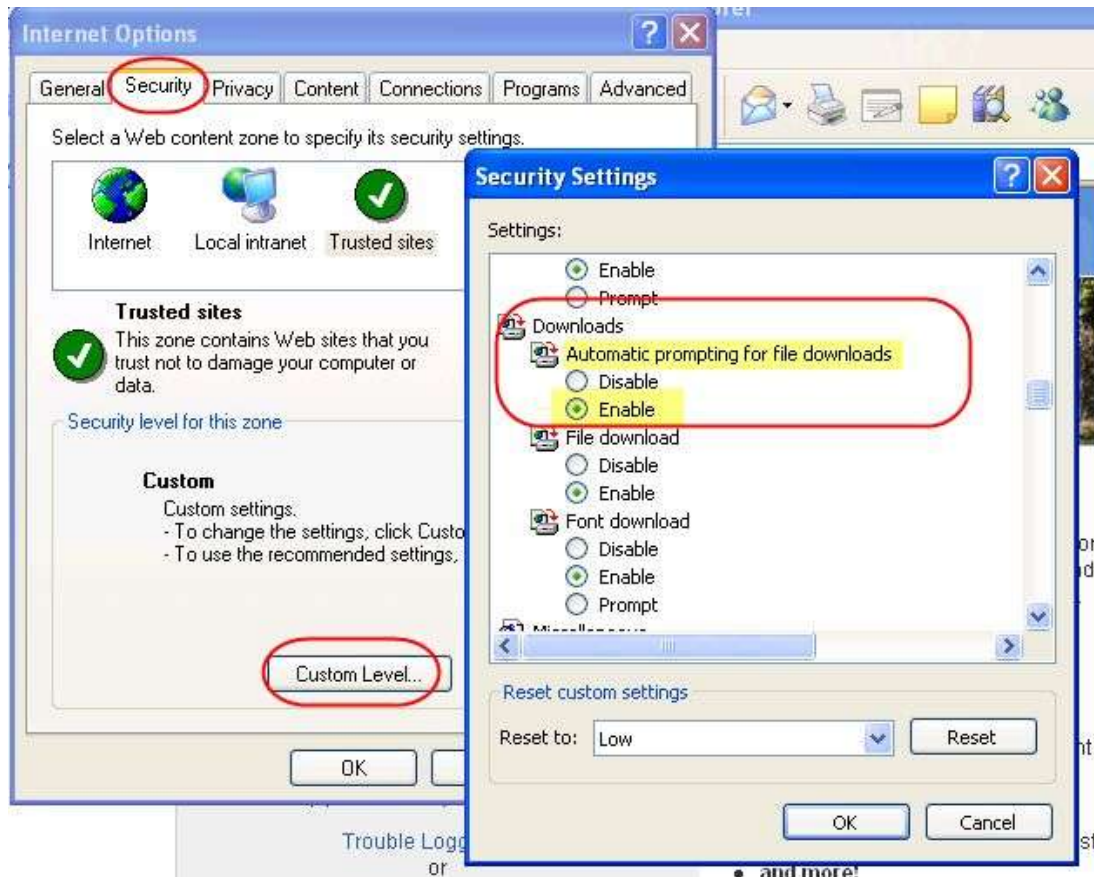 Internet Options
General Security Privacy Content Connections Programs Advanced
Select a Web content zone to specify its security settings.
Internet Local intranet Trusted sites
Trusted sites
This zone contains Web sites that you
trust not to damage your computer or
data.
Security level for this zone
Custom
Custom settings.
- To change the settings, click Custo
- To use the recommended settings,
Custom Level...
OK
Security Settings
Settings:
Enable
Prompt
Downloads
Automatic prompting for file downloads
Disable
Enable
File download
Disable
Enable
Font download
Disable
Enable
Prompt
Miscellaneous
Reset custom settings
Reset to: Low Reset
OK Cancel
Trouble Logg
or
and more!